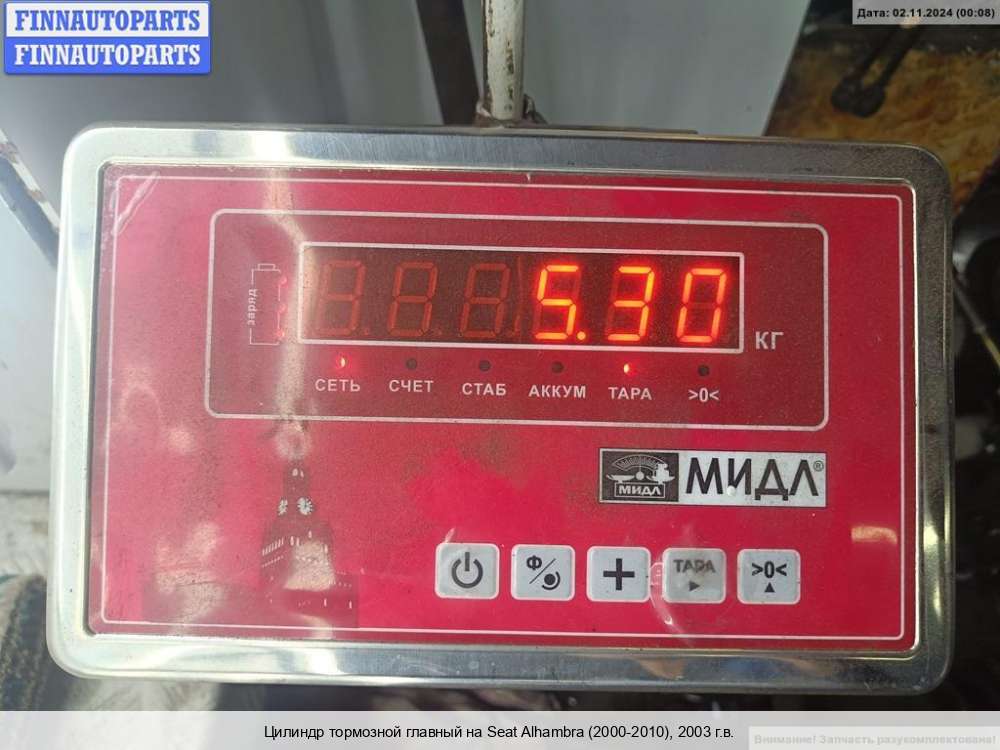 FINNAUTOPARTS
FINNAUTOPARTS
Дата: 02.11.2024 (00:08)
заряд
5.30
КГ
СЕТЬ СЧЕТ СТАБ АККУМ ТАРА >0<
МИДЛ МИДЛ®
Ф ТАРА >0<
Цилиндр тормозной главный на Seat Alhambra (2000-2010), 2003 г.в.
Внимание! Запчасть разукомплектована!